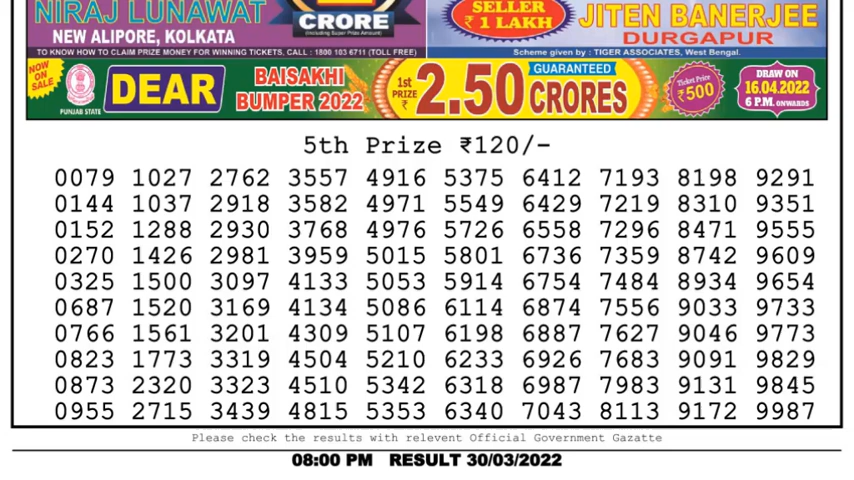 NIRAJ LUNAWAT
NEW ALIPORE, KOLKATA
CRORE
(Including Super Prize Amount)
SELLER
₹ 1 LAKH
JITEN BANERJEE
DURGAPUR
TO KNOW HOW TO CLAIM PRIZE MONEY FOR WINNING TICKETS, CALL : 1800 103 6711 (TOLL FREE)
Scheme given by : TIGER ASSOCIATES, West Bengal.
NOW ON SALE
PUNJAB STATE
DEAR
BAISAKHI
BUMPER 2022
1st PRIZE ₹
2.50
GUARANTEED
CRORES
Ticket Price
₹500
DRAW ON
16.04.2022
6 P.M. ONWARDS
5th Prize ₹120/-
0079 1027 2762 3557 4916 5375 6412 7193 8198 9291
0144 1037 2918 3582 4971 5549 6429 7219 8310 9351
0152 1288 2930 3768 4976 5726 6558 7296 8471 9555
0270 1426 2981 3959 5015 5801 6736 7359 8742 9609
0325 1500 3097 4133 5053 5914 6754 7484 8934 9654
0687 1520 3169 4134 5086 6114 6874 7556 9033 9733
0766 1561 3201 4309 5107 6198 6887 7627 9046 9773
0823 1773 3319 4504 5210 6233 6926 7683 9091 9829
0873 2320 3323 4510 5342 6318 6987 7983 9131 9845
0955 2715 3439 4815 5353 6340 7043 8113 9172 9987
Please check the results with relevent Official Government Gazatte
08:00 PM RESULT 30/03/2022